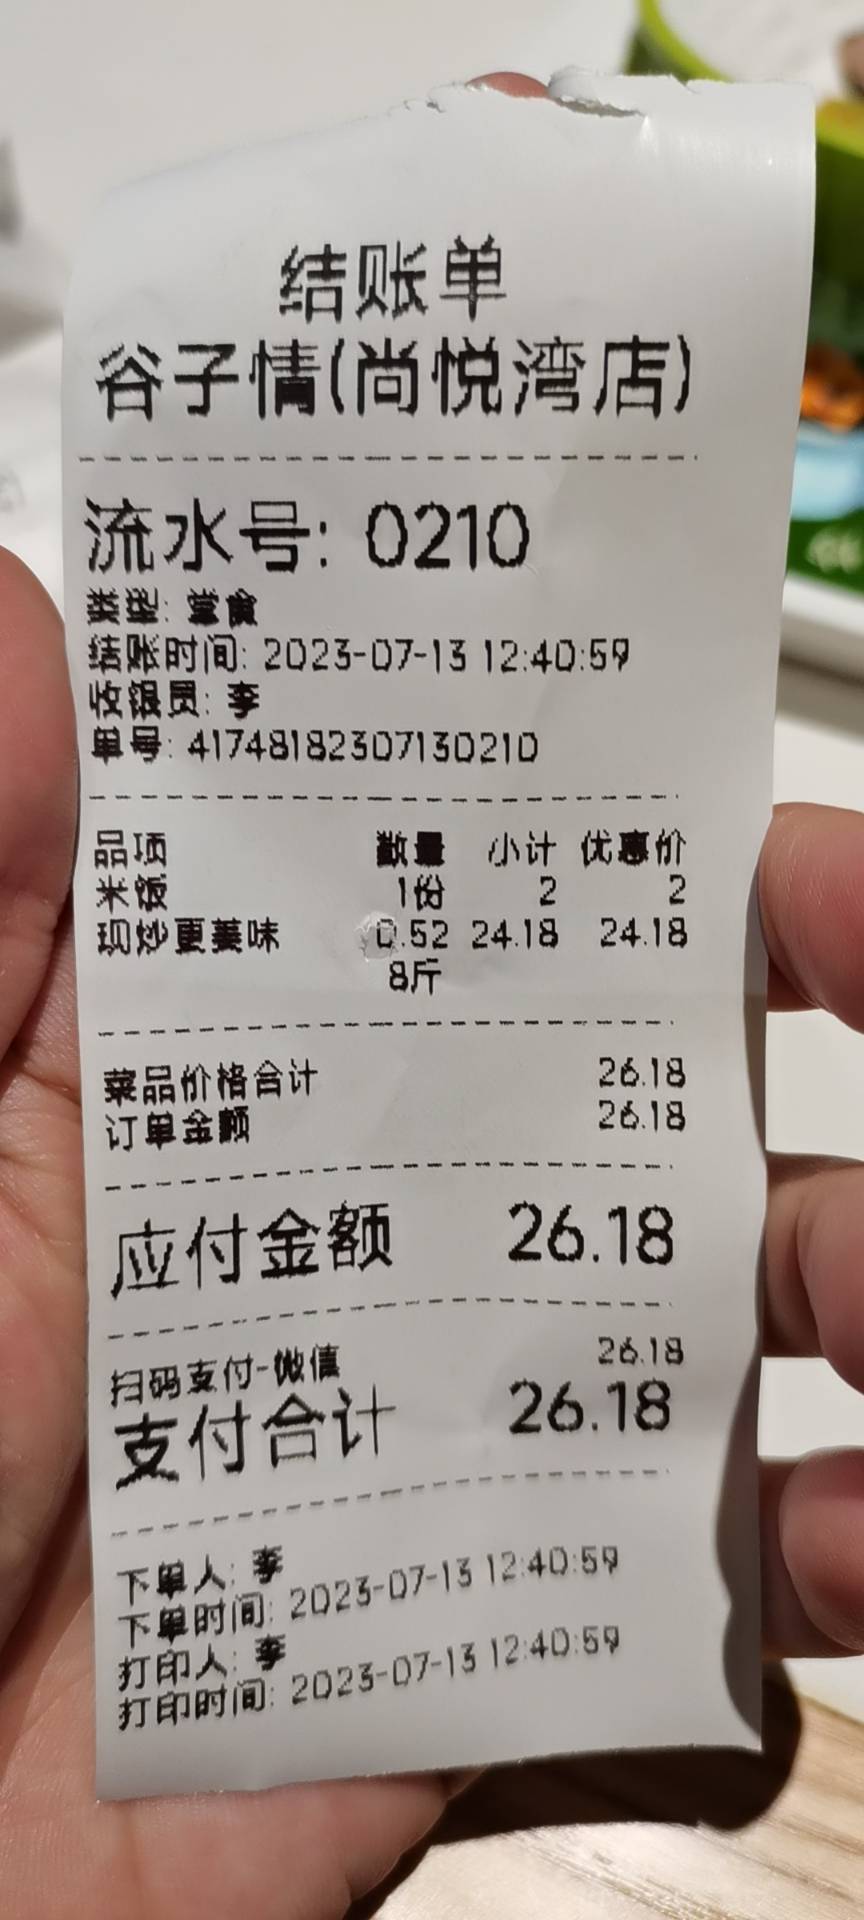 结账单
谷子情(尚悦湾店)
流水号: 0210
类型: 堂食
结账时间: 2023-07-13 12:40:59
收银员: 李
单号: 41748182307130210
品项 数量 小计 优惠价
米饭 1份 2 2
现炒更美味 0.52 24.18 24.18
8斤
菜品价格合计 26.18
订单金额 26.18
应付金额 26.18
扫码支付-微信 26.18
支付合计 26.18
下单人: 李
下单时间: 2023-07-13 12:40:59
打印人: 李
打印时间: 2023-07-13 12:40:59